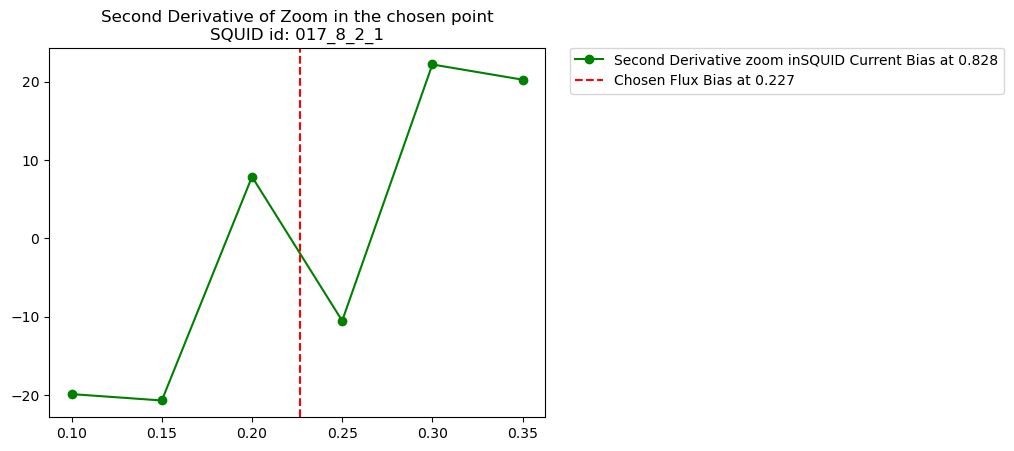 Second Derivative of Zoom in the chosen point
SQUID id: 017_8_2_1
Second Derivative zoom inSQUID Current Bias at 0.828
Chosen Flux Bias at 0.227
20
10
0
−10
−20
0.10 0.15 0.20 0.25 0.30 0.35